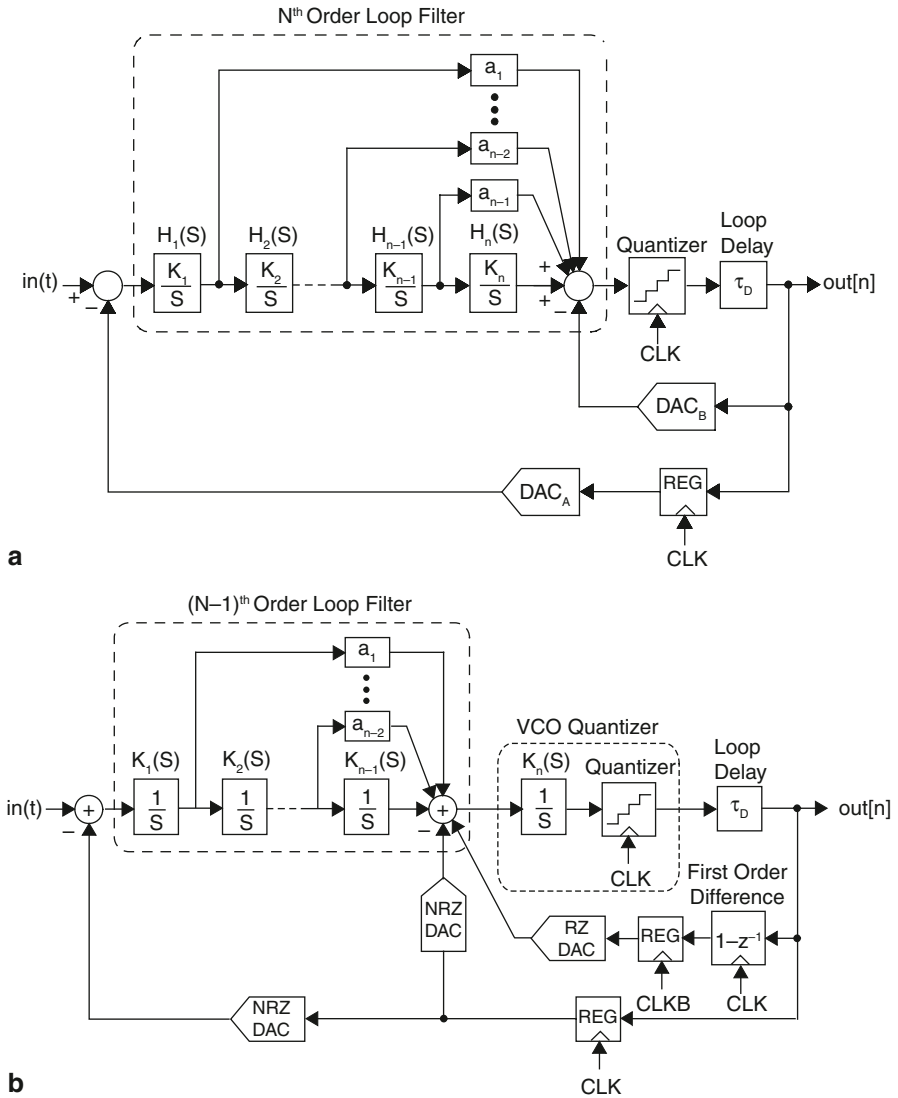 Nth Order Loop Filter
a1
an–2
an–1
H1(S) H2(S) Hn–1(S) Hn(S)
Quantizer
Loop Delay
in(t)
+
–
K1
S
K2
S
Kn–1
S
Kn
S
+
+
–
τD
out[n]
CLK
DACB
DACA
REG
CLK
a
(N–1)th Order Loop Filter
a1
an–2
VCO Quantizer
K1(S) K2(S) Kn–1(S)
Kn(S)
Quantizer
Loop
Delay
in(t)
+
–
1
S
1
S
1
S
+
–
1
S
τD
out[n]
CLK
First Order
Difference
NRZ
DAC
RZ
DAC
REG
1–z–1
CLKB
CLK
NRZ
DAC
REG
CLK
b